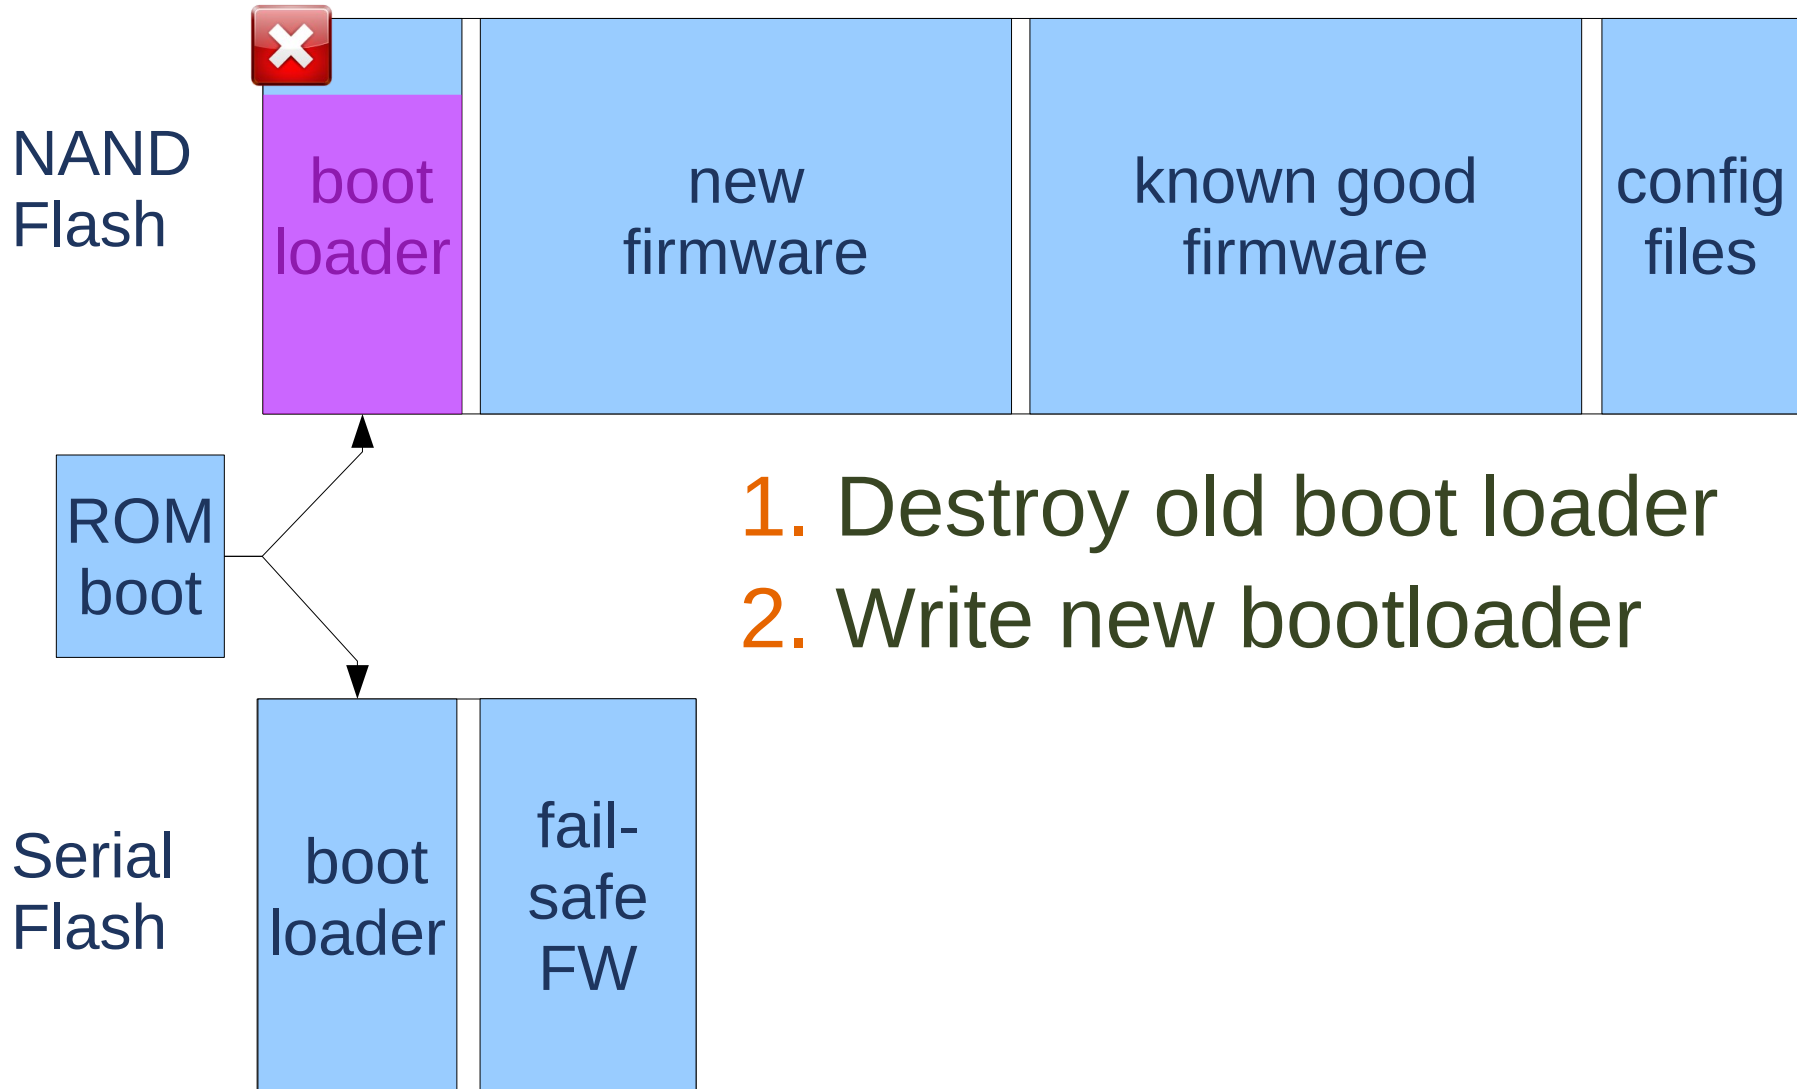 NAND
Flash
boot
loader
new
firmware
known good
firmware
config
files
ROM
boot
1. Destroy old boot loader
2. Write new bootloader
Serial
Flash
boot
loader
fail-
safe
FW